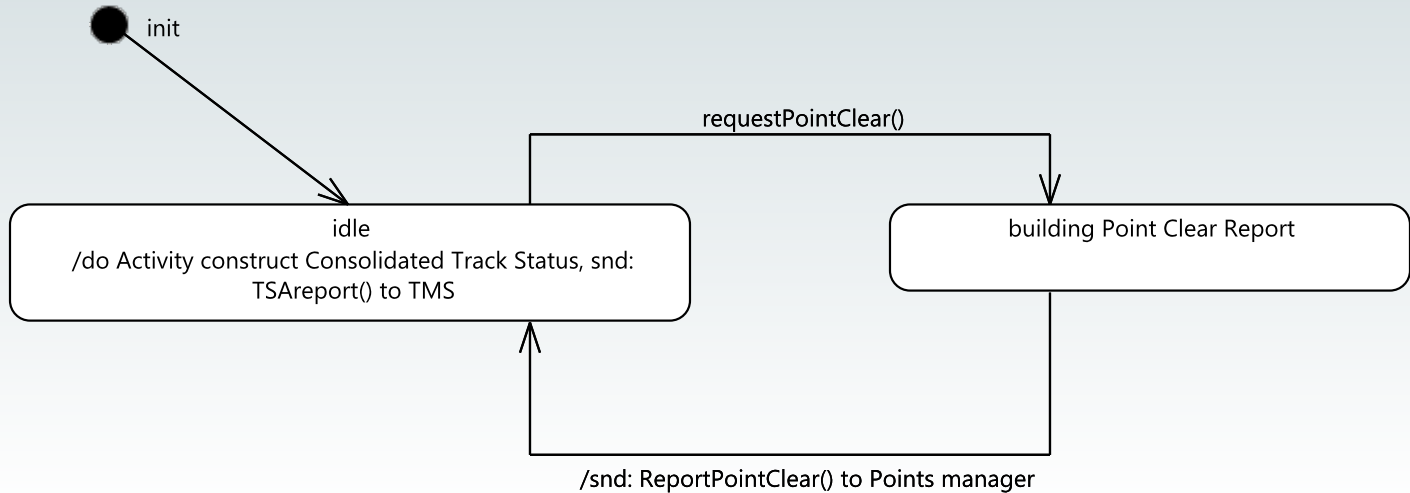 init
requestPointClear()
idle
/do Activity construct Consolidated Track Status, snd:
TSAreport() to TMS
building Point Clear Report
/snd: ReportPointClear() to Points manager